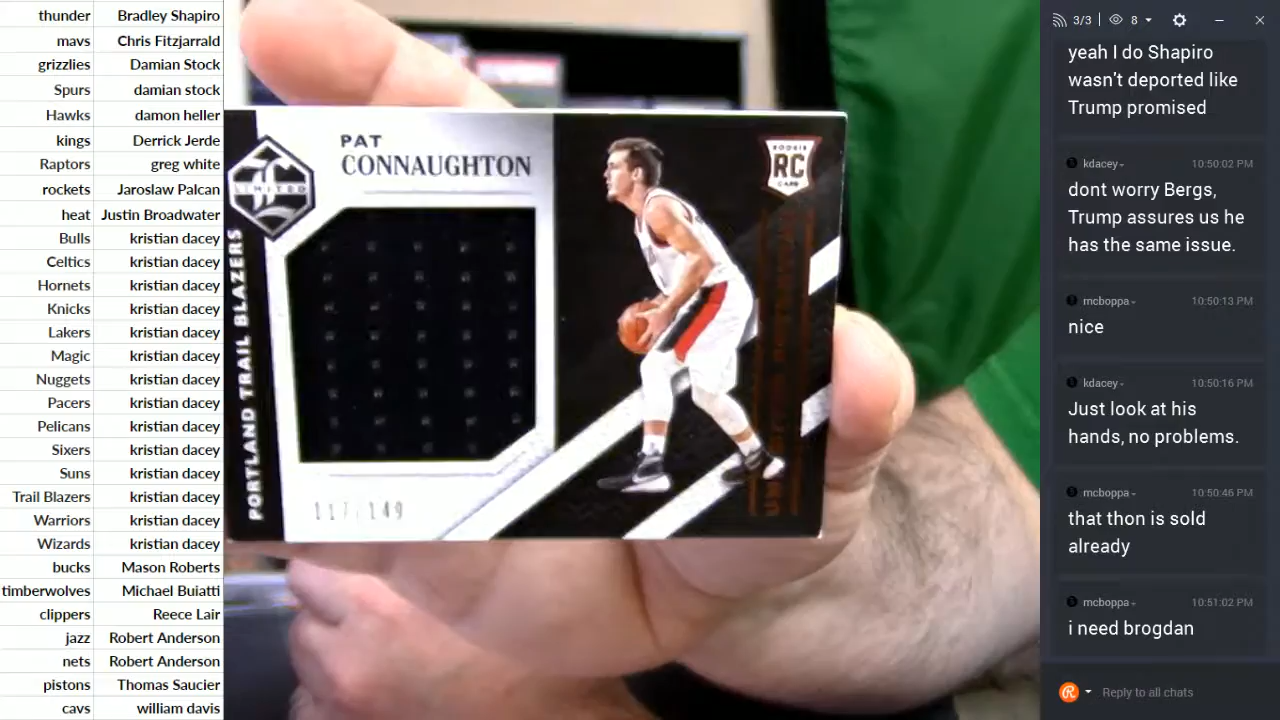 thunder Bradley Shapiro
mavs Chris Fitzjarrald
grizzlies Damian Stock
Spurs damian stock
Hawks damon heller
kings Derrick Jerde
Raptors greg white
rockets Jaroslaw Palcan
heat Justin Broadwater
Bulls kristian dacey
Celtics kristian dacey
Hornets kristian dacey
Knicks kristian dacey
Lakers kristian dacey
Magic kristian dacey
Nuggets kristian dacey
Pacers kristian dacey
Pelicans kristian dacey
Sixers kristian dacey
Suns kristian dacey
Trail Blazers kristian dacey
Warriors kristian dacey
Wizards kristian dacey
bucks Mason Roberts
timberwolves Michael Buiatti
clippers Reece Lair
jazz Robert Anderson
nets Robert Anderson
pistons Thomas Saucier
cavs william davis
PAT
CONNAUGHTON
LIMITED
PORTLAND TRAIL BLAZERS
117/149
ROOKIE
RC
CARD
3/3 8
yeah I do Shapiro
wasn't deported like
Trump promised
kdacey 10:50:02 PM
dont worry Bergs,
Trump assures us he
has the same issue.
mcboppa 10:50:13 PM
nice
kdacey 10:50:16 PM
Just look at his
hands, no problems.
mcboppa 10:50:46 PM
that thon is sold
already
mcboppa 10:51:02 PM
i need brogdan
Reply to all chats